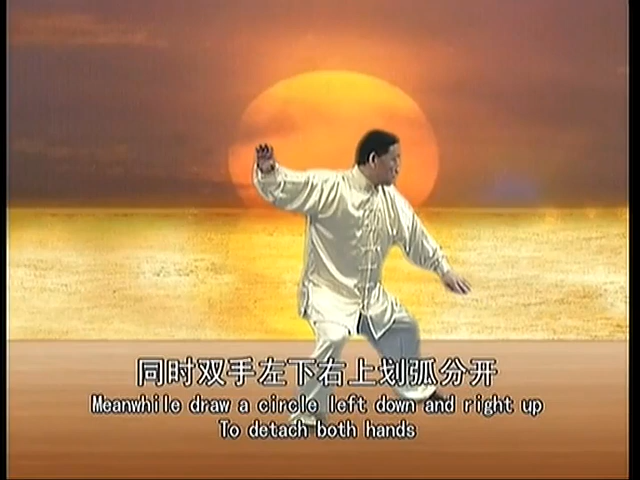 同时双手左下右上划弧分开
Meanwhile draw a circle left down and right up
To detach both hands